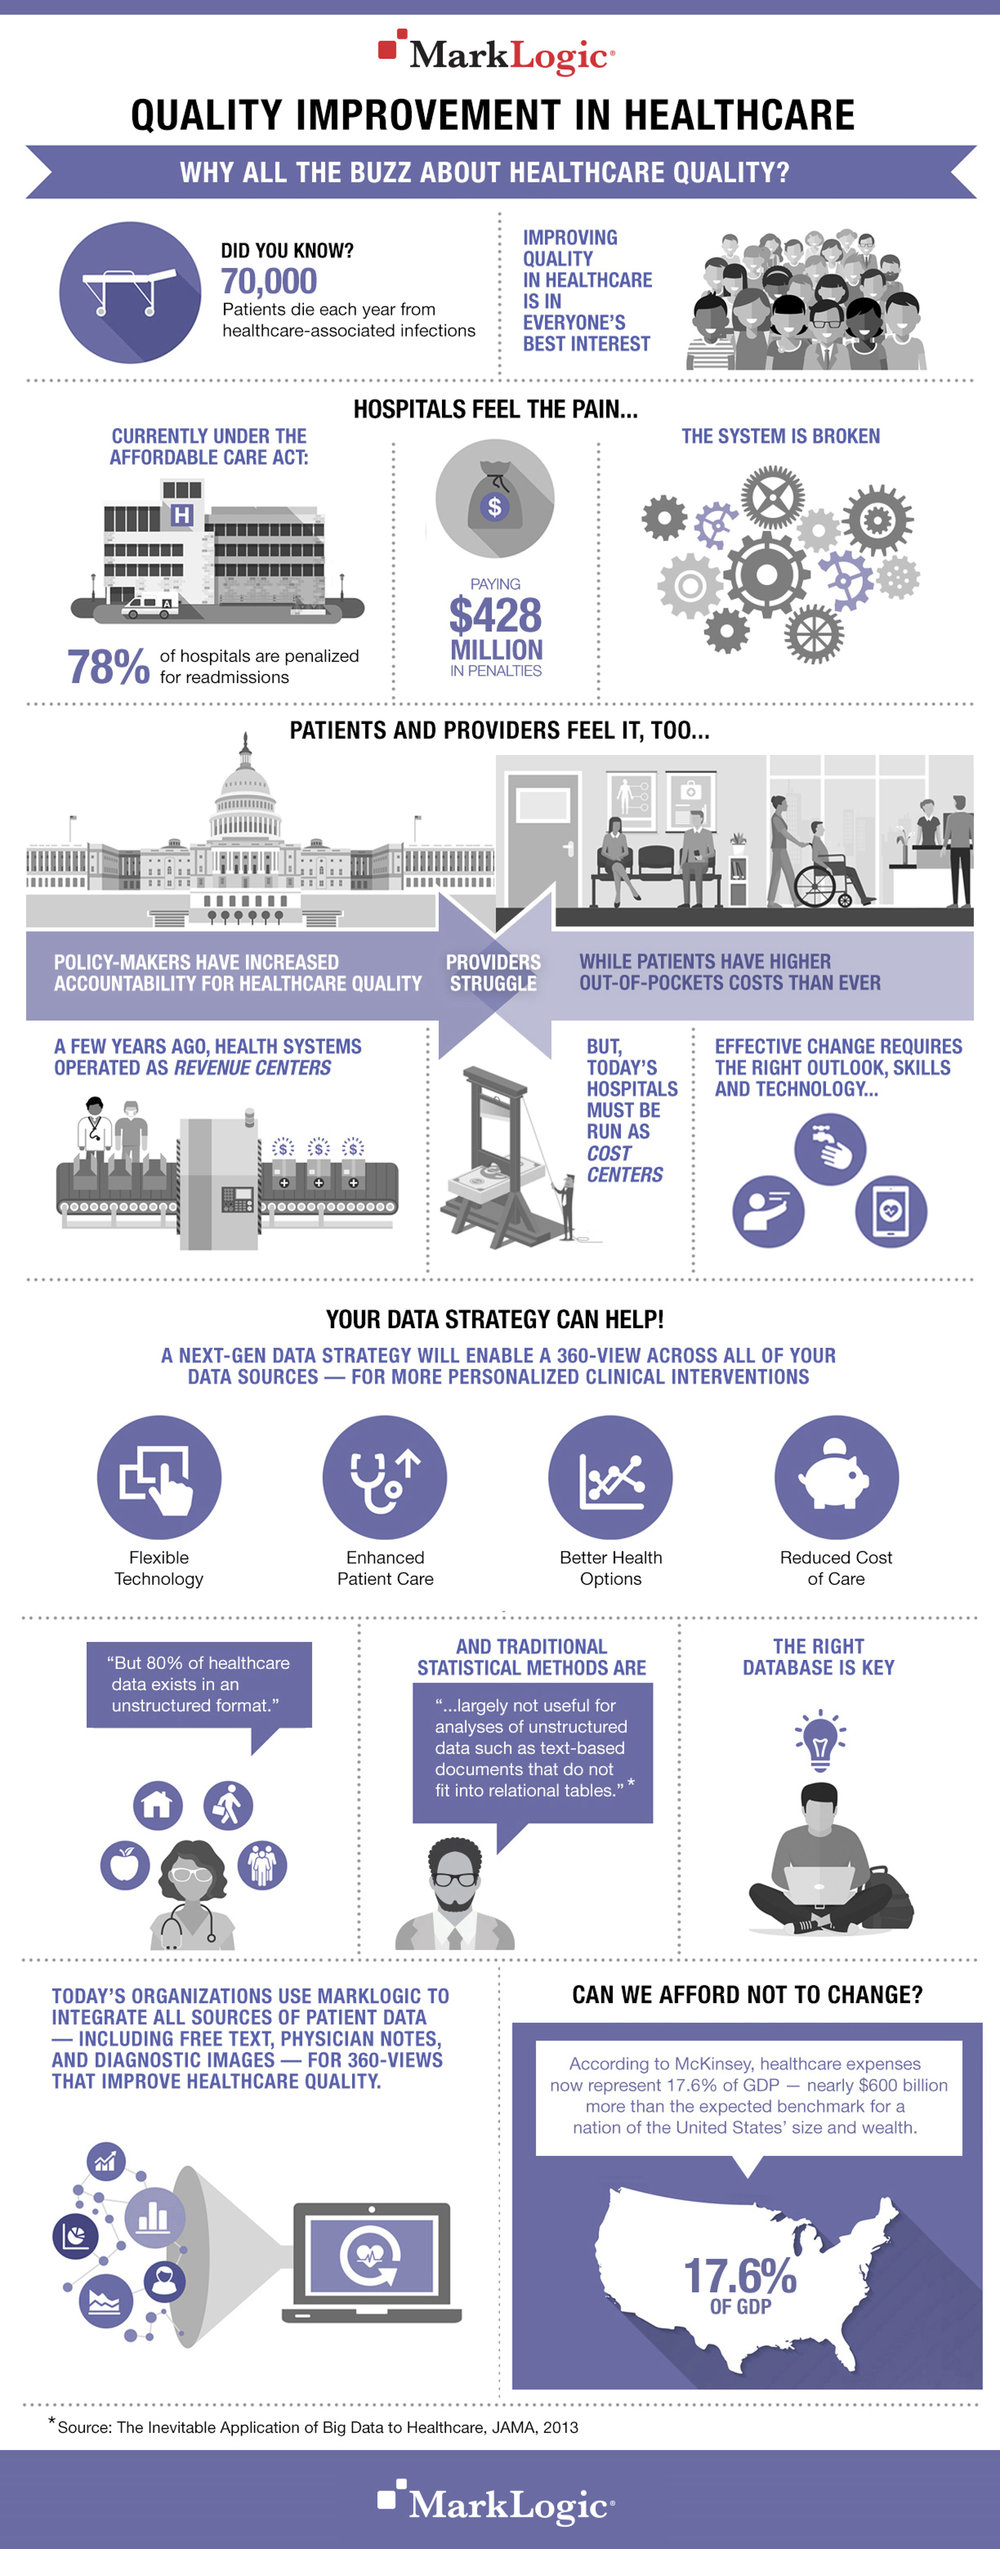 MarkLogic®
QUALITY IMPROVEMENT IN HEALTHCARE
WHY ALL THE BUZZ ABOUT HEALTHCARE QUALITY?
DID YOU KNOW?
70,000
Patients die each year from
healthcare-associated infections
IMPROVING
QUALITY
IN HEALTHCARE
IS IN
EVERYONE'S
BEST INTEREST
HOSPITALS FEEL THE PAIN...
CURRENTLY UNDER THE
AFFORDABLE CARE ACT:
H
A
78%
of hospitals are penalized
for readmissions
$
PAYING
$428
MILLION
IN PENALTIES
THE SYSTEM IS BROKEN
PATIENTS AND PROVIDERS FEEL IT, TOO...
POLICY-MAKERS HAVE INCREASED
ACCOUNTABILITY FOR HEALTHCARE QUALITY
PROVIDERS
STRUGGLE
WHILE PATIENTS HAVE HIGHER
OUT-OF-POCKETS COSTS THAN EVER
A FEW YEARS AGO, HEALTH SYSTEMS
OPERATED AS REVENUE CENTERS
$ $ $
BUT,
TODAY'S
HOSPITALS
MUST BE
RUN AS
COST
CENTERS
EFFECTIVE CHANGE REQUIRES
THE RIGHT OUTLOOK, SKILLS
AND TECHNOLOGY...
YOUR DATA STRATEGY CAN HELP!
A NEXT-GEN DATA STRATEGY WILL ENABLE A 360-VIEW ACROSS ALL OF YOUR
DATA SOURCES — FOR MORE PERSONALIZED CLINICAL INTERVENTIONS
Flexible
Technology
Enhanced
Patient Care
Better Health
Options
Reduced Cost
of Care
"But 80% of healthcare
data exists in an
unstructured format."
AND TRADITIONAL
STATISTICAL METHODS ARE
"...largely not useful for
analyses of unstructured
data such as text-based
documents that do not
fit into relational tables." *
THE RIGHT
DATABASE IS KEY
TODAY'S ORGANIZATIONS USE MARKLOGIC TO
INTEGRATE ALL SOURCES OF PATIENT DATA
— INCLUDING FREE TEXT, PHYSICIAN NOTES,
AND DIAGNOSTIC IMAGES — FOR 360-VIEWS
THAT IMPROVE HEALTHCARE QUALITY.
CAN WE AFFORD NOT TO CHANGE?
According to McKinsey, healthcare expenses
now represent 17.6% of GDP — nearly $600 billion
more than the expected benchmark for a
nation of the United States' size and wealth.
17.6%
OF GDP
* Source: The Inevitable Application of Big Data to Healthcare, JAMA, 2013
MarkLogic®